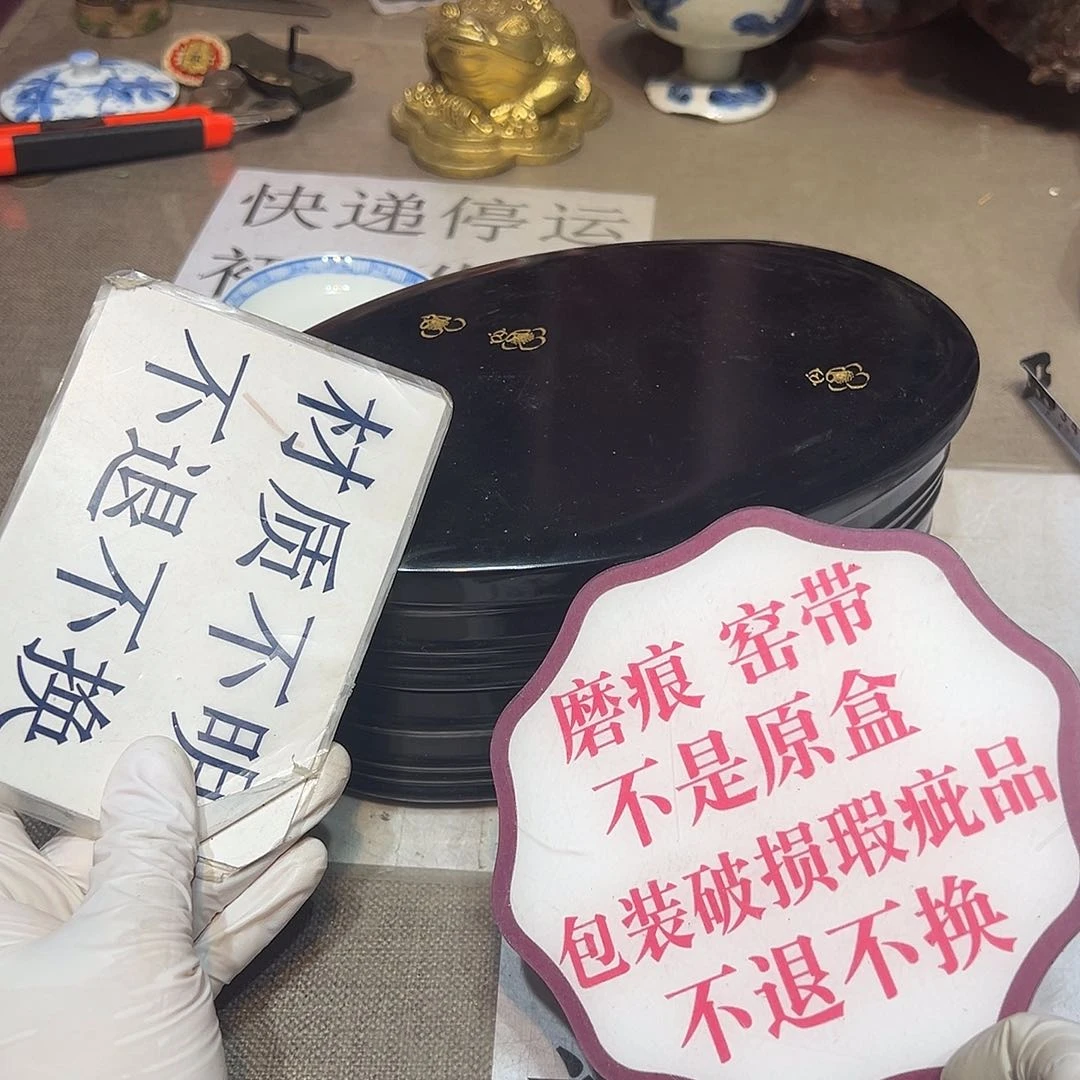 快递停运
材质不明
不退不换
磨痕 窑带
不是原盒
包装破损瑕疵品
不退不换